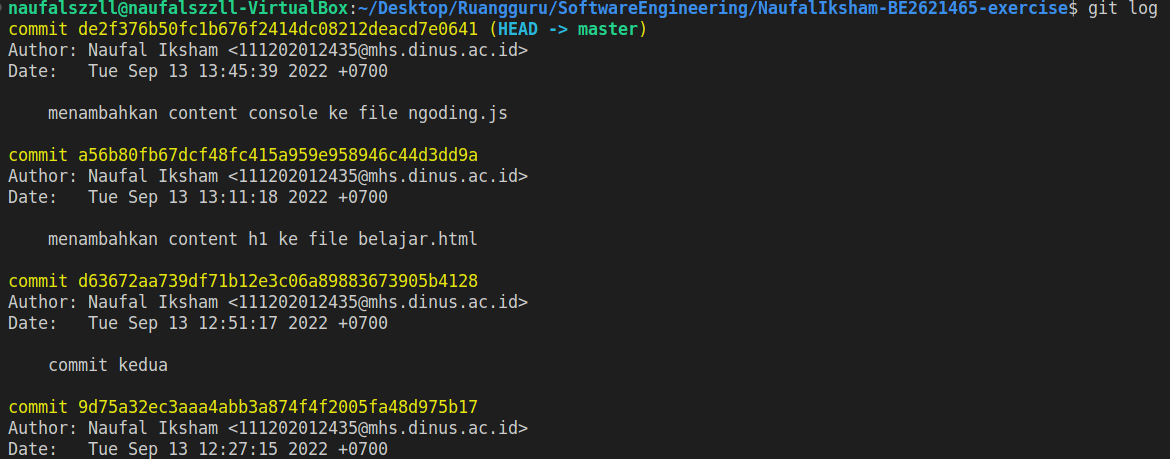 naufalszzll@naufalszzll-VirtualBox:~/Desktop/Ruangguru/SoftwareEngineering/NaufalIksham-BE2621465-exercise$ git log
commit de2f376b50fc1b676f2414dc08212deacd7e0641 (HEAD -> master)
Author: Naufal Iksham <111202012435@mhs.dinus.ac.id>
Date:   Tue Sep 13 13:45:39 2022 +0700
menambahkan content console ke file ngoding.js
commit a56b80fb67dcf48fc415a959e958946c44d3dd9a
Author: Naufal Iksham <111202012435@mhs.dinus.ac.id>
Date:   Tue Sep 13 13:11:18 2022 +0700
menambahkan content h1 ke file belajar.html
commit d63672aa739df71b12e3c06a89883673905b4128
Author: Naufal Iksham <111202012435@mhs.dinus.ac.id>
Date:   Tue Sep 13 12:51:17 2022 +0700
commit kedua
commit 9d75a32ec3aaa4abb3a874f4f2005fa48d975b17
Author: Naufal Iksham <111202012435@mhs.dinus.ac.id>
Date:   Tue Sep 13 12:27:15 2022 +0700